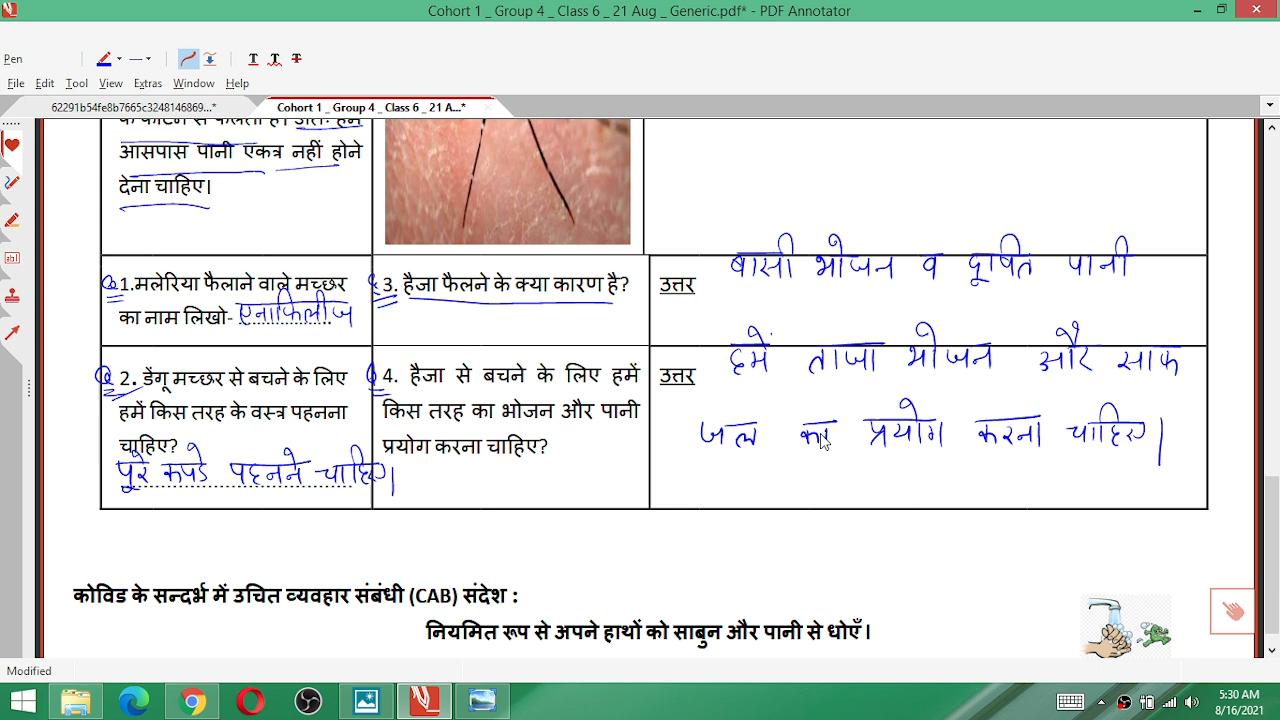 Cohort 1 _ Group 4 _ Class 6 _ 21 Aug _ Generic.pdf* - PDF Annotator
Pen
T T T
File Edit Tool View Extras Window Help
62291b54fe8b7665c3248146869...*
Cohort 1 _ Group 4 _ Class 6 _ 21 A...*
आसपास पानी एकत्र नहीं होने
देना चाहिए।
1.मलेरिया फैलाने वाले मच्छर
का नाम लिखो- एनाफिलीज
3. हैजा फैलने के क्या कारण है?
उत्तर
बासी भोजन व दूषित पानी
2. डेंगू मच्छर से बचने के लिए
हमें किस तरह के वस्त्र पहनना
चाहिए?
पूरे कपडे पहनने चाहिए।
4. हैजा से बचने के लिए हमें
किस तरह का भोजन और पानी
प्रयोग करना चाहिए?
उत्तर
हमें ताजा भोजन और साफ
जल का प्रयोग करना चाहिए।
कोविड के सन्दर्भ में उचित व्यवहार संबंधी (CAB) संदेश :
नियमित रूप से अपने हाथों को साबुन और पानी से धोएँ।
Modified
5:30 AM
8/16/2021